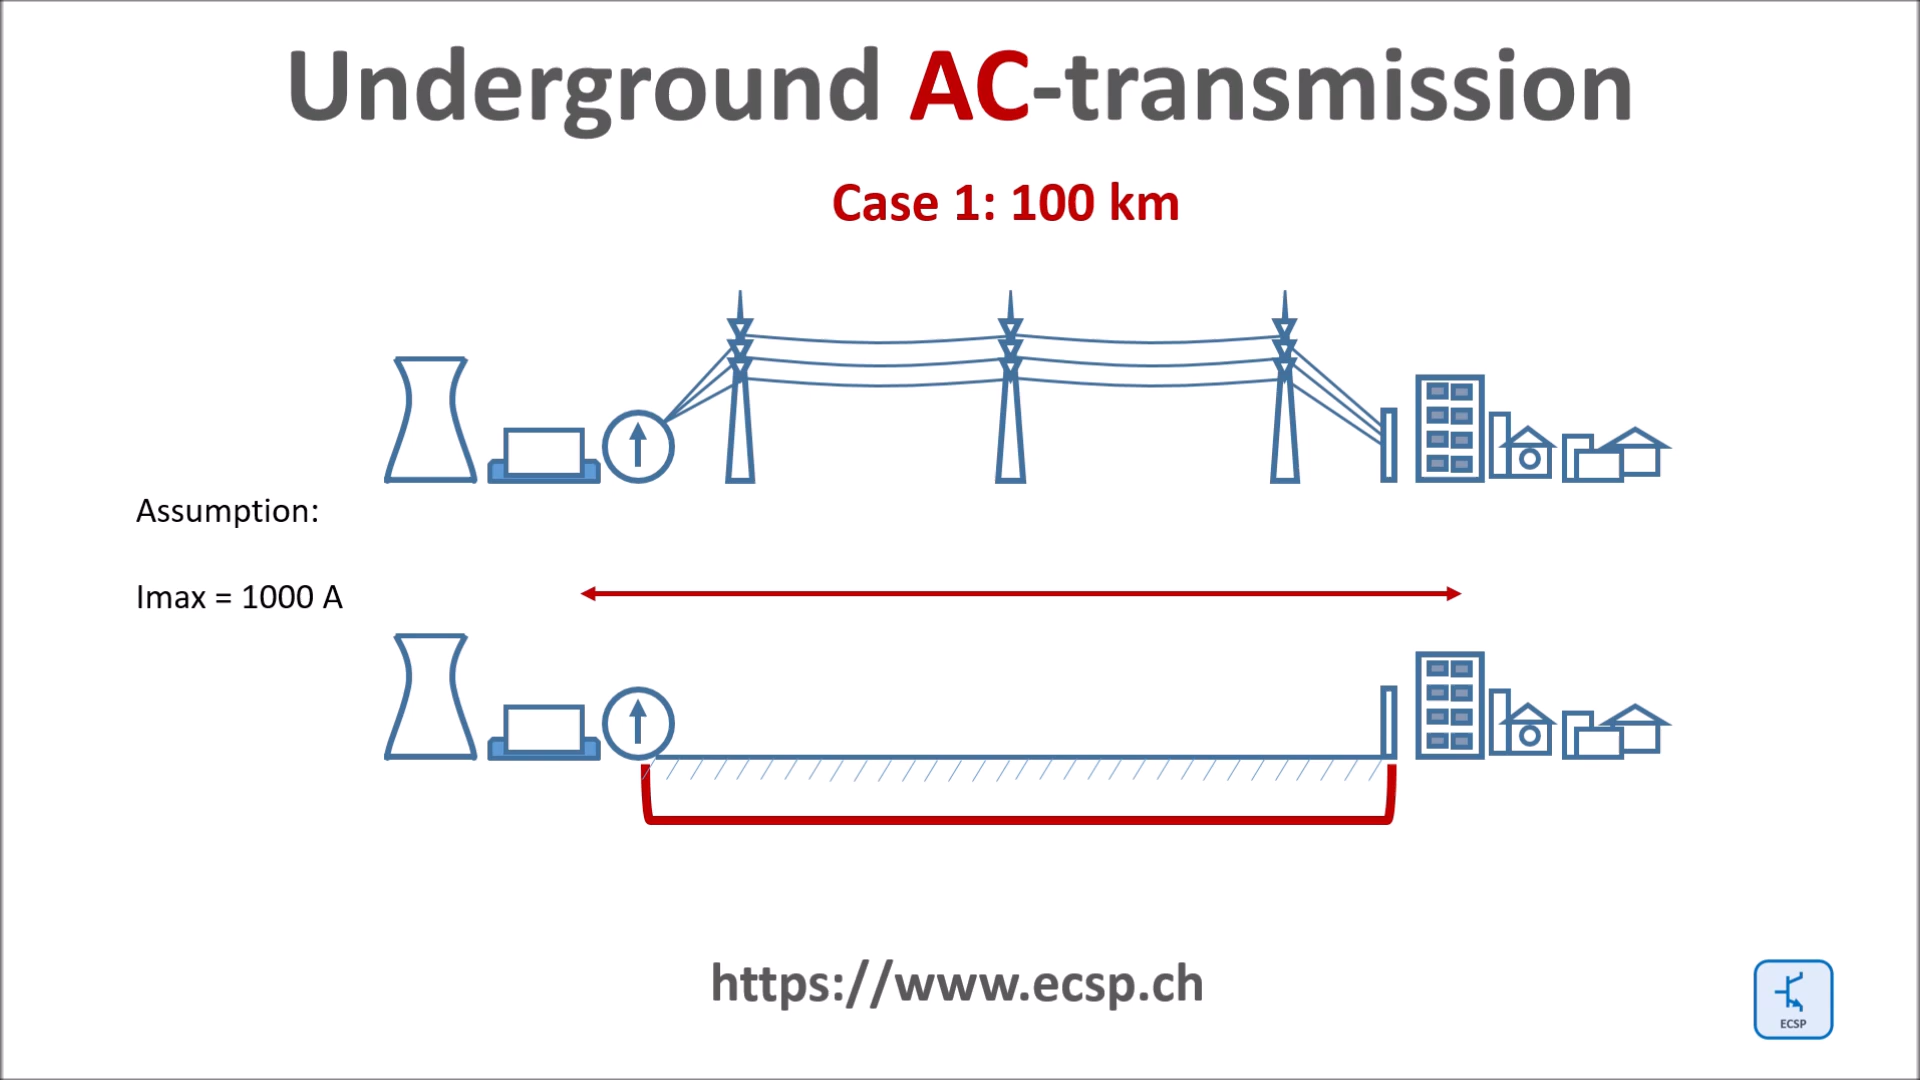 Underground AC-transmission
Case 1: 100 km
Assumption:
Imax = 1000 A
https://www.ecsp.ch
ECSP